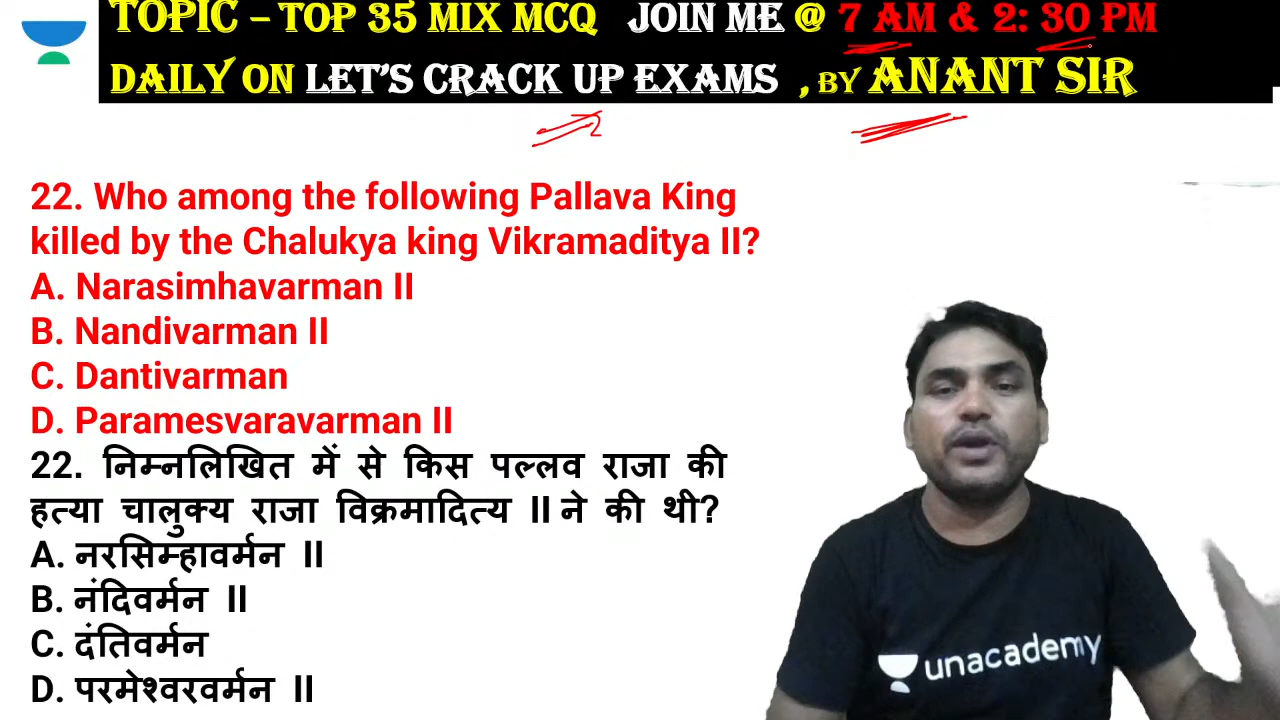 TOPIC – TOP 35 MIX MCQ JOIN ME @ 7 AM & 2: 30 PM
DAILY ON LET'S CRACK UP EXAMS , BY ANANT SIR
22. Who among the following Pallava King
killed by the Chalukya king Vikramaditya II?
A. Narasimhavarman II
B. Nandivarman II
C. Dantivarman
D. Paramesvaravarman II
22. निम्नलिखित में से किस पल्लव राजा की
हत्या चालुक्य राजा विक्रमादित्य II ने की थी?
A. नरसिम्हावर्मन II
B. नंदिवर्मन II
C. दंतिवर्मन
D. परमेश्वरवर्मन II
unacademy